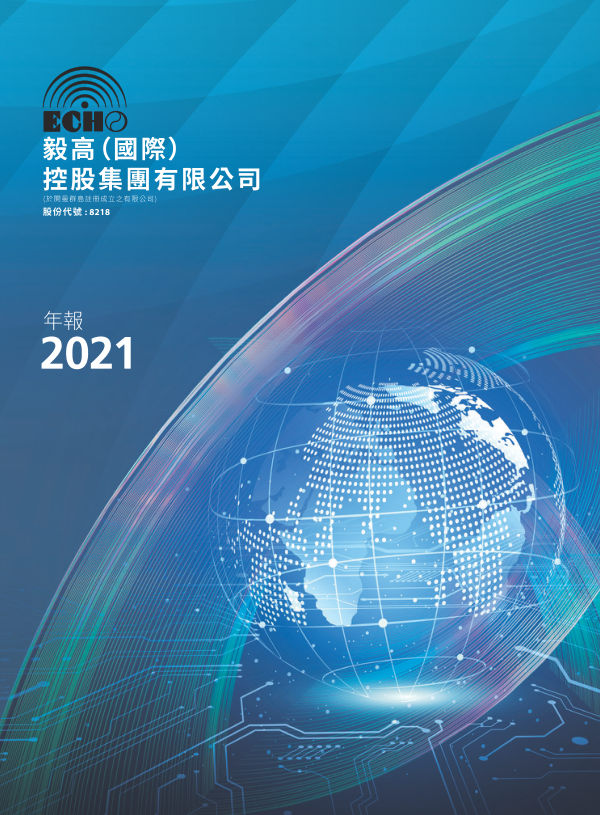 ECHO
毅高（國際）
控股集團有限公司
(於開曼群島註冊成立之有限公司)
股份代號 : 8218
年報
2021